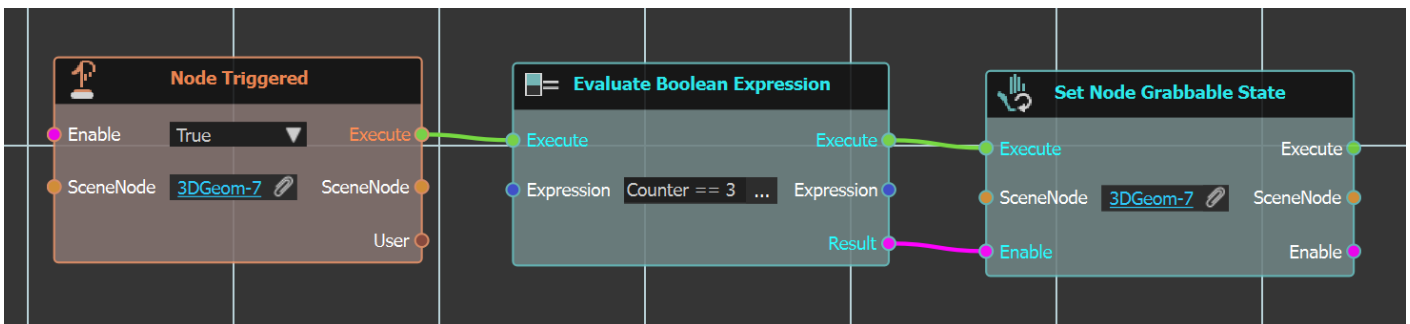 Node Triggered
Enable
True
Execute
SceneNode
3DGeom-7
SceneNode
User
Evaluate Boolean Expression
Execute
Execute
Expression
Counter == 3
...
Expression
Result
Set Node Grabbable State
Execute
Execute
SceneNode
3DGeom-7
SceneNode
Enable
Enable